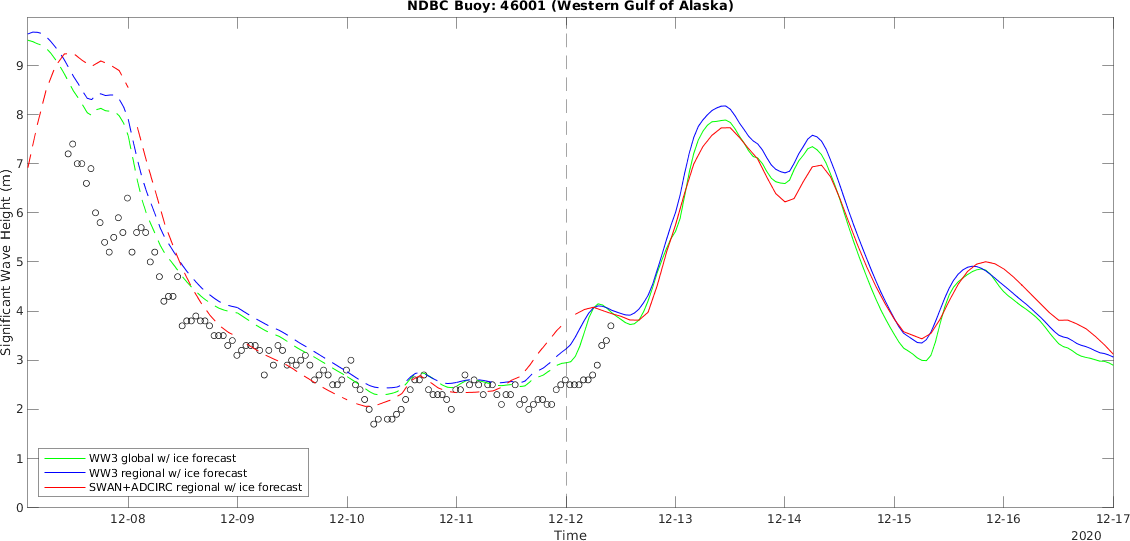 NDBC Buoy: 46001 (Western Gulf of Alaska)
Significant Wave Height (m)
9
8
7
6
5
4
3
2
1
0
WW3 global w/ ice forecast
WW3 regional w/ ice forecast
SWAN+ADCIRC regional w/ ice forecast
12-08 12-09 12-10 12-11 12-12 12-13 12-14 12-15 12-16 12-17
Time
2020